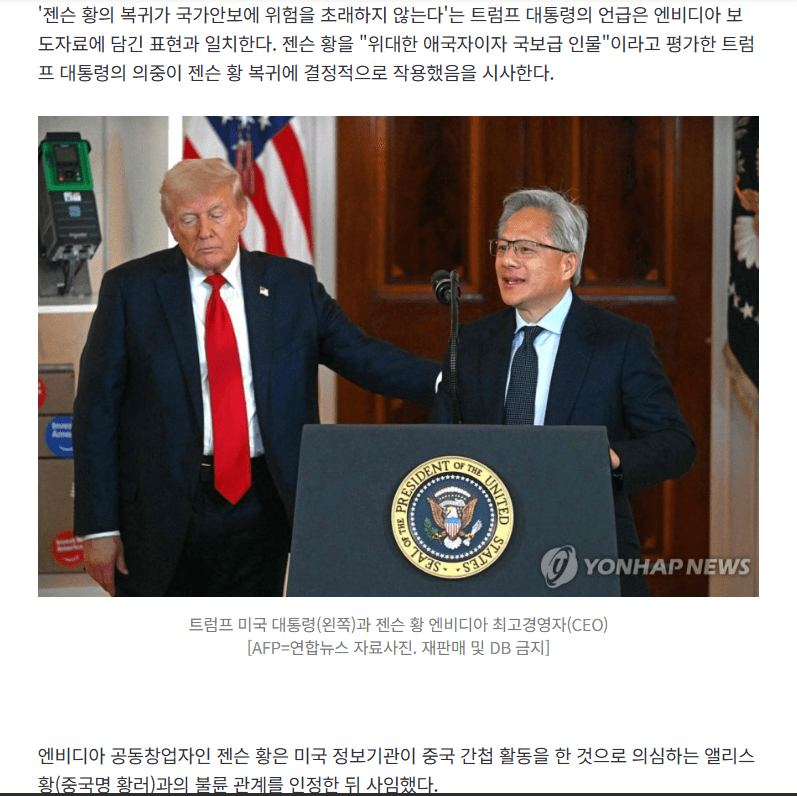 '젠슨 황의 복귀가 국가안보에 위험을 초래하지 않는다'는 트럼프 대통령의 언급은 엔비디아 보
도자료에 담긴 표현과 일치한다. 젠슨 황을 "위대한 애국자이자 국보급 인물"이라고 평가한 트럼
프 대통령의 의중이 젠슨 황 복귀에 결정적으로 작용했음을 시사한다.
Invest
Ame
Invest
AMERICA
SEAL OF THE PRESIDENT OF THE UNITED STATES
YONHAP NEWS
트럼프 미국 대통령(왼쪽)과 젠슨 황 엔비디아 최고경영자(CEO)
[AFP=연합뉴스 자료사진. 재판매 및 DB 금지]
엔비디아 공동창업자인 젠슨 황은 미국 정보기관이 중국 간첩 활동을 한 것으로 의심하는 앨리스
황(중국명 황러)과의 불륜 관계를 인정한 뒤 사임했다.